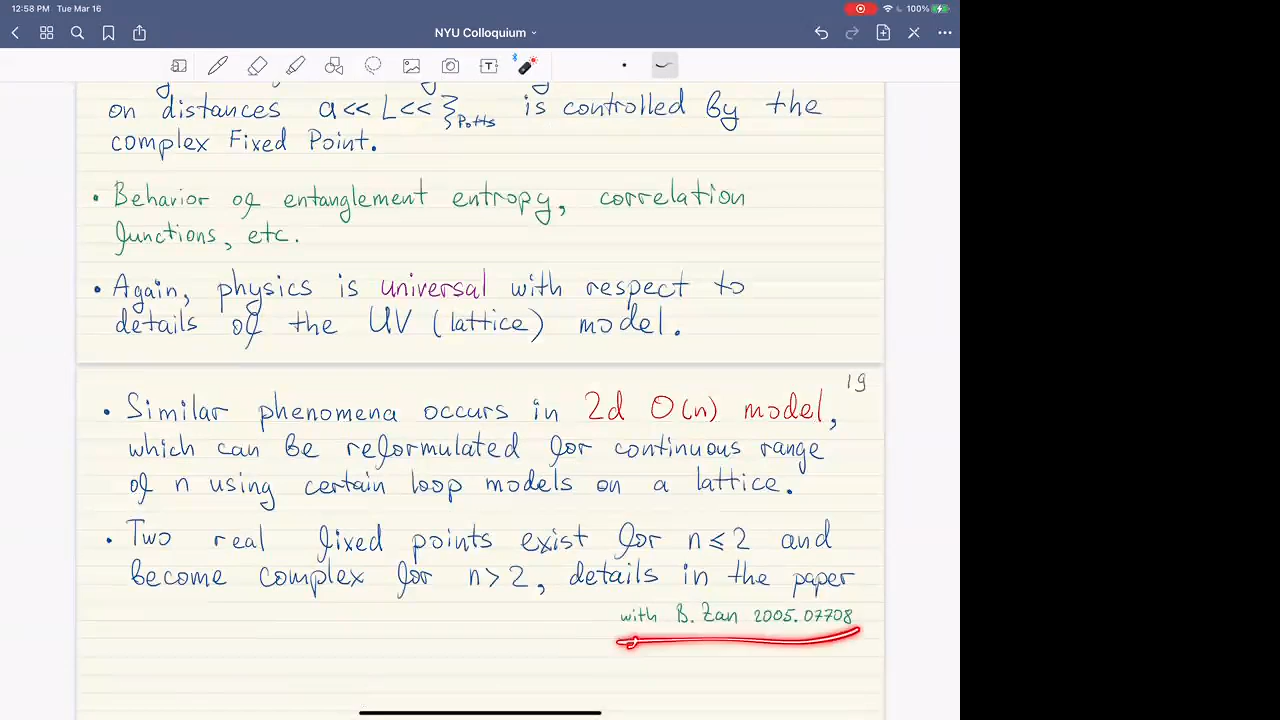 12:58 PM Tue Mar 16
100%
NYU Colloquium
on distances a << L << ξPotts is controlled by the
complex Fixed Point.
• Behavior of entanglement entropy, correlation
functions, etc.
• Again, physics is universal with respect to
details of the UV (lattice) model.
19
• Similar phenomena occurs in 2d O(n) model,
which can be reformulated for continuous range
of n using certain loop models on a lattice.
• Two real fixed points exist for n ≤ 2 and
become complex for n > 2, details in the paper
with B. Zan 2005.07708